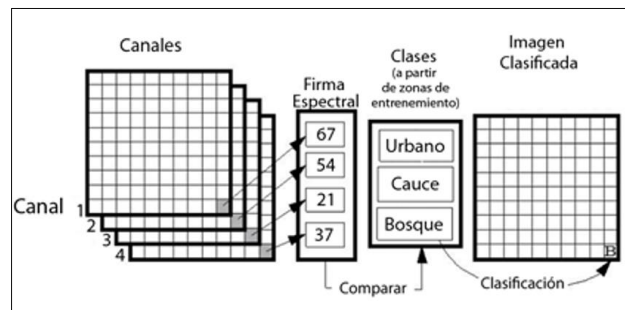 Canales
Canal
1
2
3
4
Firma
Espectral
67
54
21
37
Clases
(a partir
de zonas de
entrenemiento)
Urbano
Cauce
Bosque
Imagen
Clasificada
B
Comparar
Clasificación